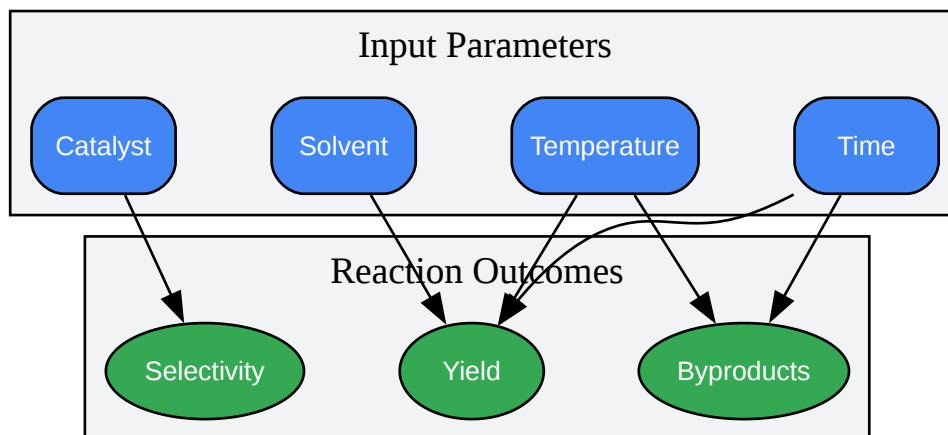 Input Parameters
Catalyst
Solvent
Temperature
Time
Reaction Outcomes
Selectivity
Yield
Byproducts